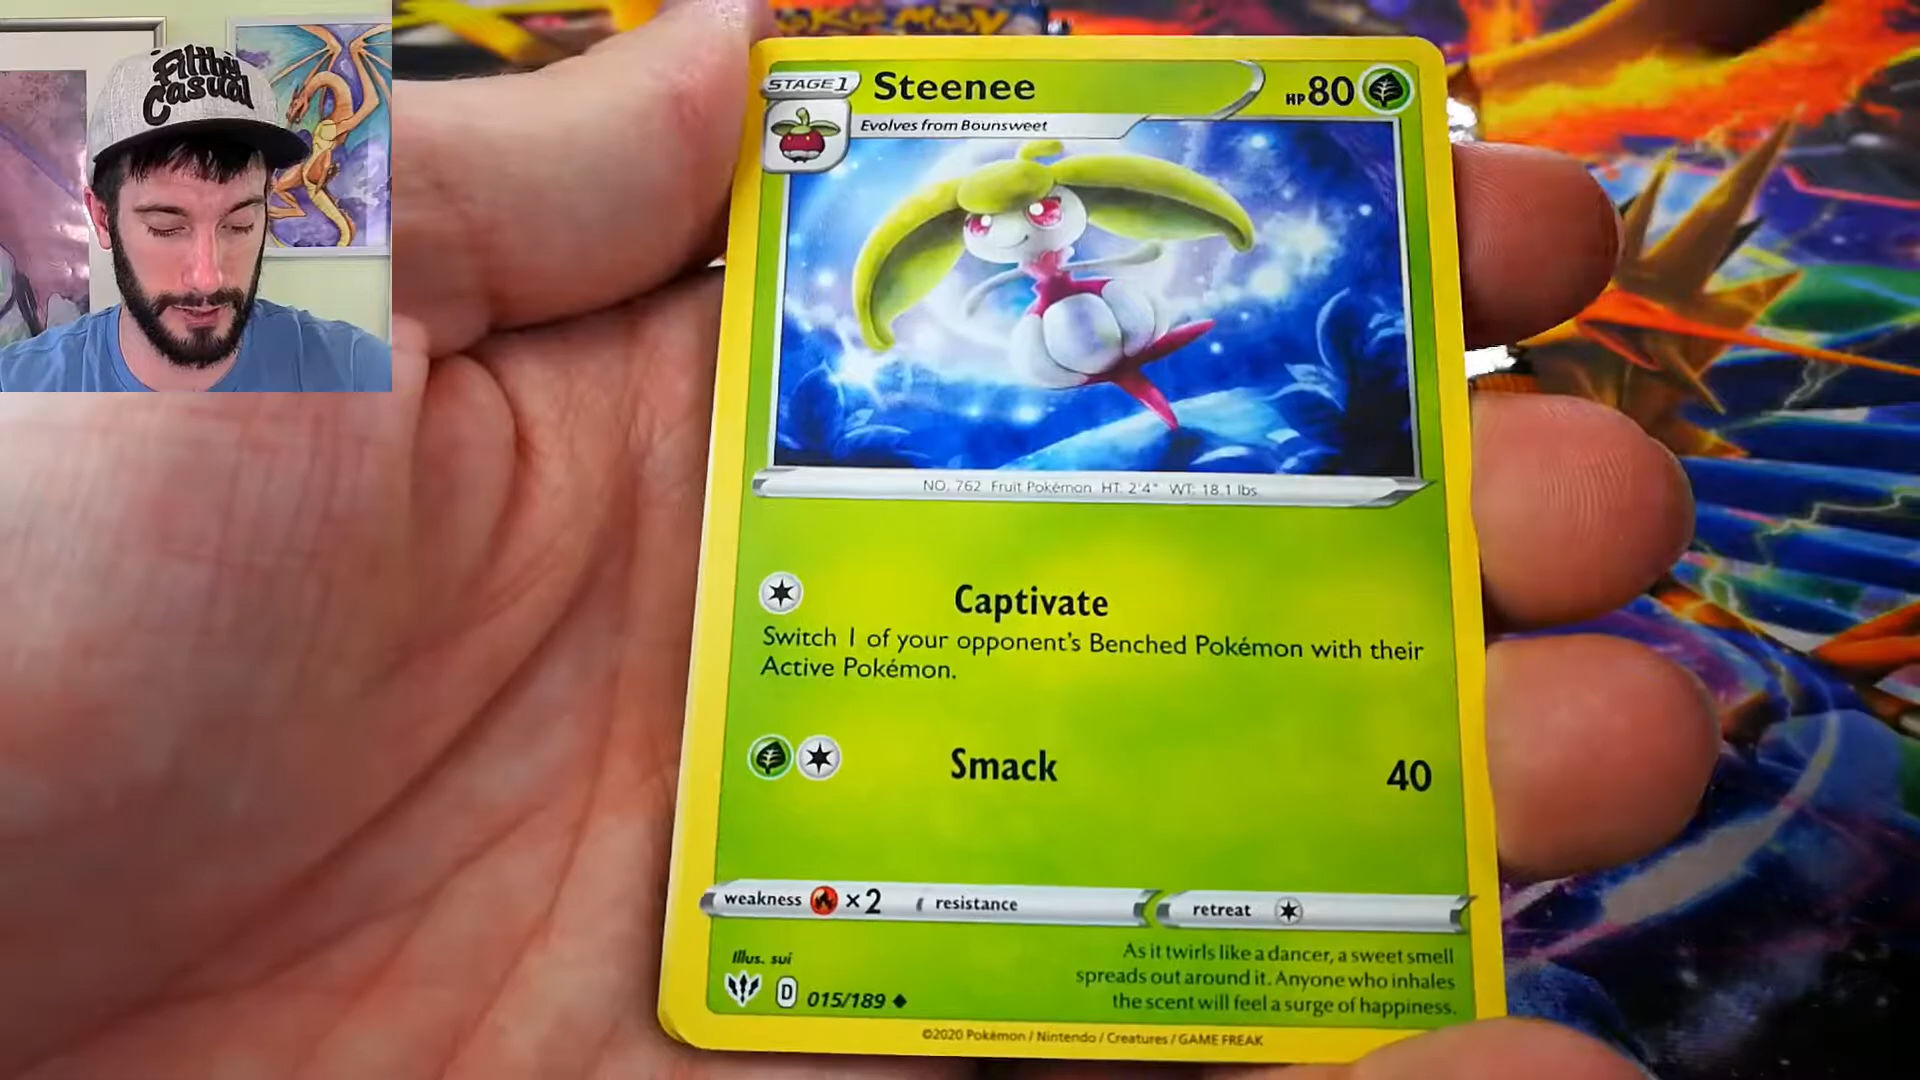 Filthy
Casual
POKéMON
STAGE 1
Steenee
HP 80
Evolves from Bounsweet
NO. 762 Fruit Pokémon HT: 2'4" WT: 18.1 lbs.
Captivate
Switch 1 of your opponent's Benched Pokémon with their
Active Pokémon.
Smack 40
weakness ×2 resistance retreat
Illus. sui
D 015/189
As it twirls like a dancer, a sweet smell
spreads out around it. Anyone who inhales
the scent will feel a surge of happiness.
©2020 Pokémon / Nintendo / Creatures / GAME FREAK